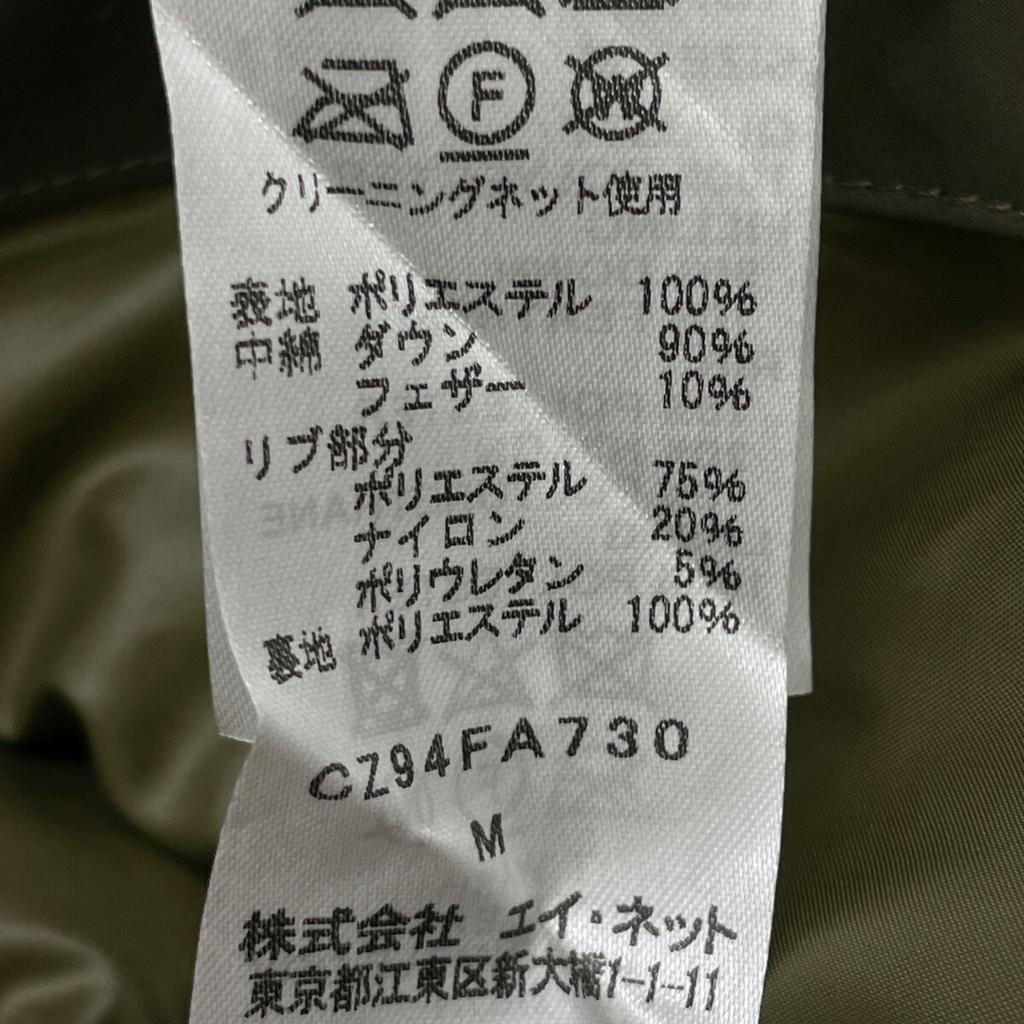 F
W
クリーニングネット使用
表地 ポリエステル 100%
中綿 ダウン 90%
フェザー 10%
リブ部分
ポリエステル 75%
ナイロン 20%
ポリウレタン 5%
裏地 ポリエステル 100%
CZ94FA730
M
株式会社 エイ・ネット
東京都江東区新大橋1-1-11